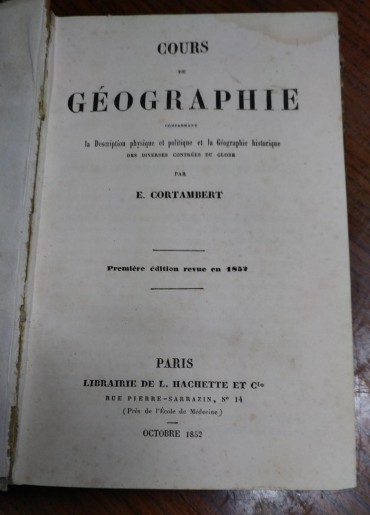 COURS
DE
GÉOGRAPHIE
COMPRENANT
la Description physique et politique et la Géographie historique
DES DIVERSES CONTRÉES DU GLOBE
PAR
E. CORTAMBERT
Première édition revue en 1852
PARIS
LIBRAIRIE DE L. HACHETTE ET Cie
RUE PIERRE-SARRAZIN, N° 14
(Près de l'École de Médecine)
OCTOBRE 1852